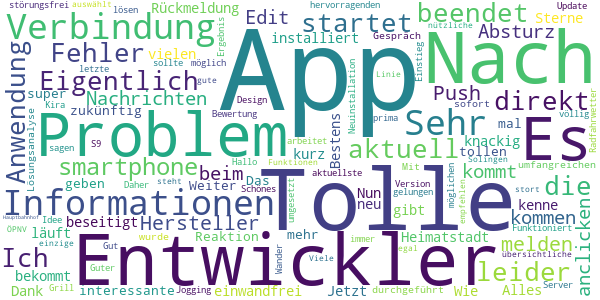 störungsfrei auswählt lösen hervorragenden Update
Verbindung Rückmeldung Edit startet beendet Sterne nützliche
Fehler vielen installiert Gespräch Einstieg Absturz
Anwendung letzte Ergebnis sollte möglich Linie
App Nach
Eigentlich super gute Design Neuinstallation prima sofort Push direkt
Lösungsanalyse Nachrichten Kira zukünftig Bewertung Bestens völlig Radfahrwetter
Problem Sehr Es
sagen S9 arbeitet mal knackig
smartphone Hallo kurz aktuell tollen umfangreichen
Daher steht Das Funktionen Mit Solingen
geben Weiter beim aktuellste kommt die
Informationen Schönes ungesetzt Nun Version gelungen möglichen
Tolle
Hauptbahnhof beseitigt Hersteller neu gibt kenne stort anclickene
ÖPNV Idee Getan Heimatstadt kommen empfehlen Funktioniert
läuft Reaktion mehr
Entwickler
einzige wurde immer egal melden übersichtliche
Ich Gut Wander
bekommt Guter Viele leider
Dank Grill interessante Jogging einwandfrei Jetzt durchgeführt Wie Alles Server